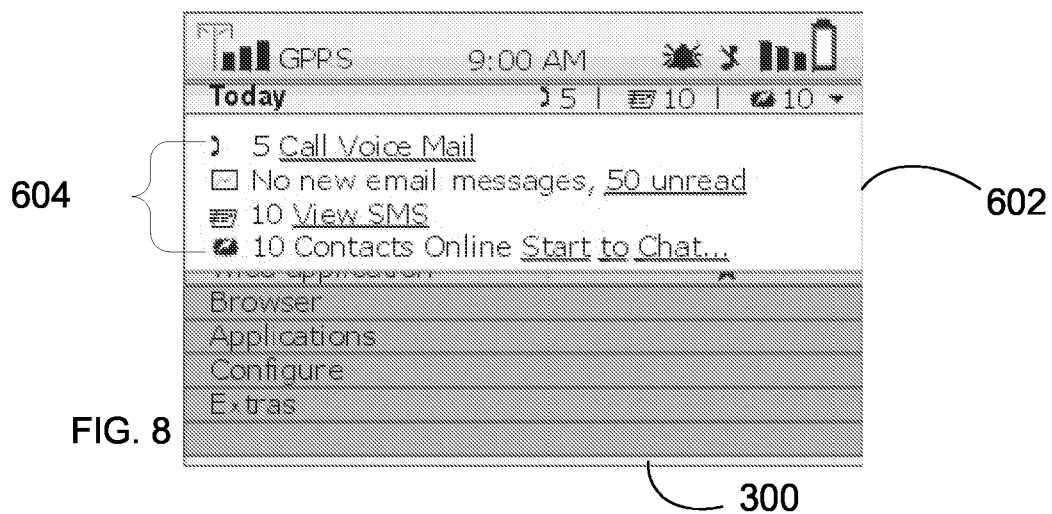 GPPS 9:00 AM
Today 5 | 10 | 10
5 Call Voice Mail
No new email messages, 50 unread
10 View SMS
10 Contacts Online Start to Chat...
604
602
Browser
Applications
Configure
Extras
FIG. 8
300